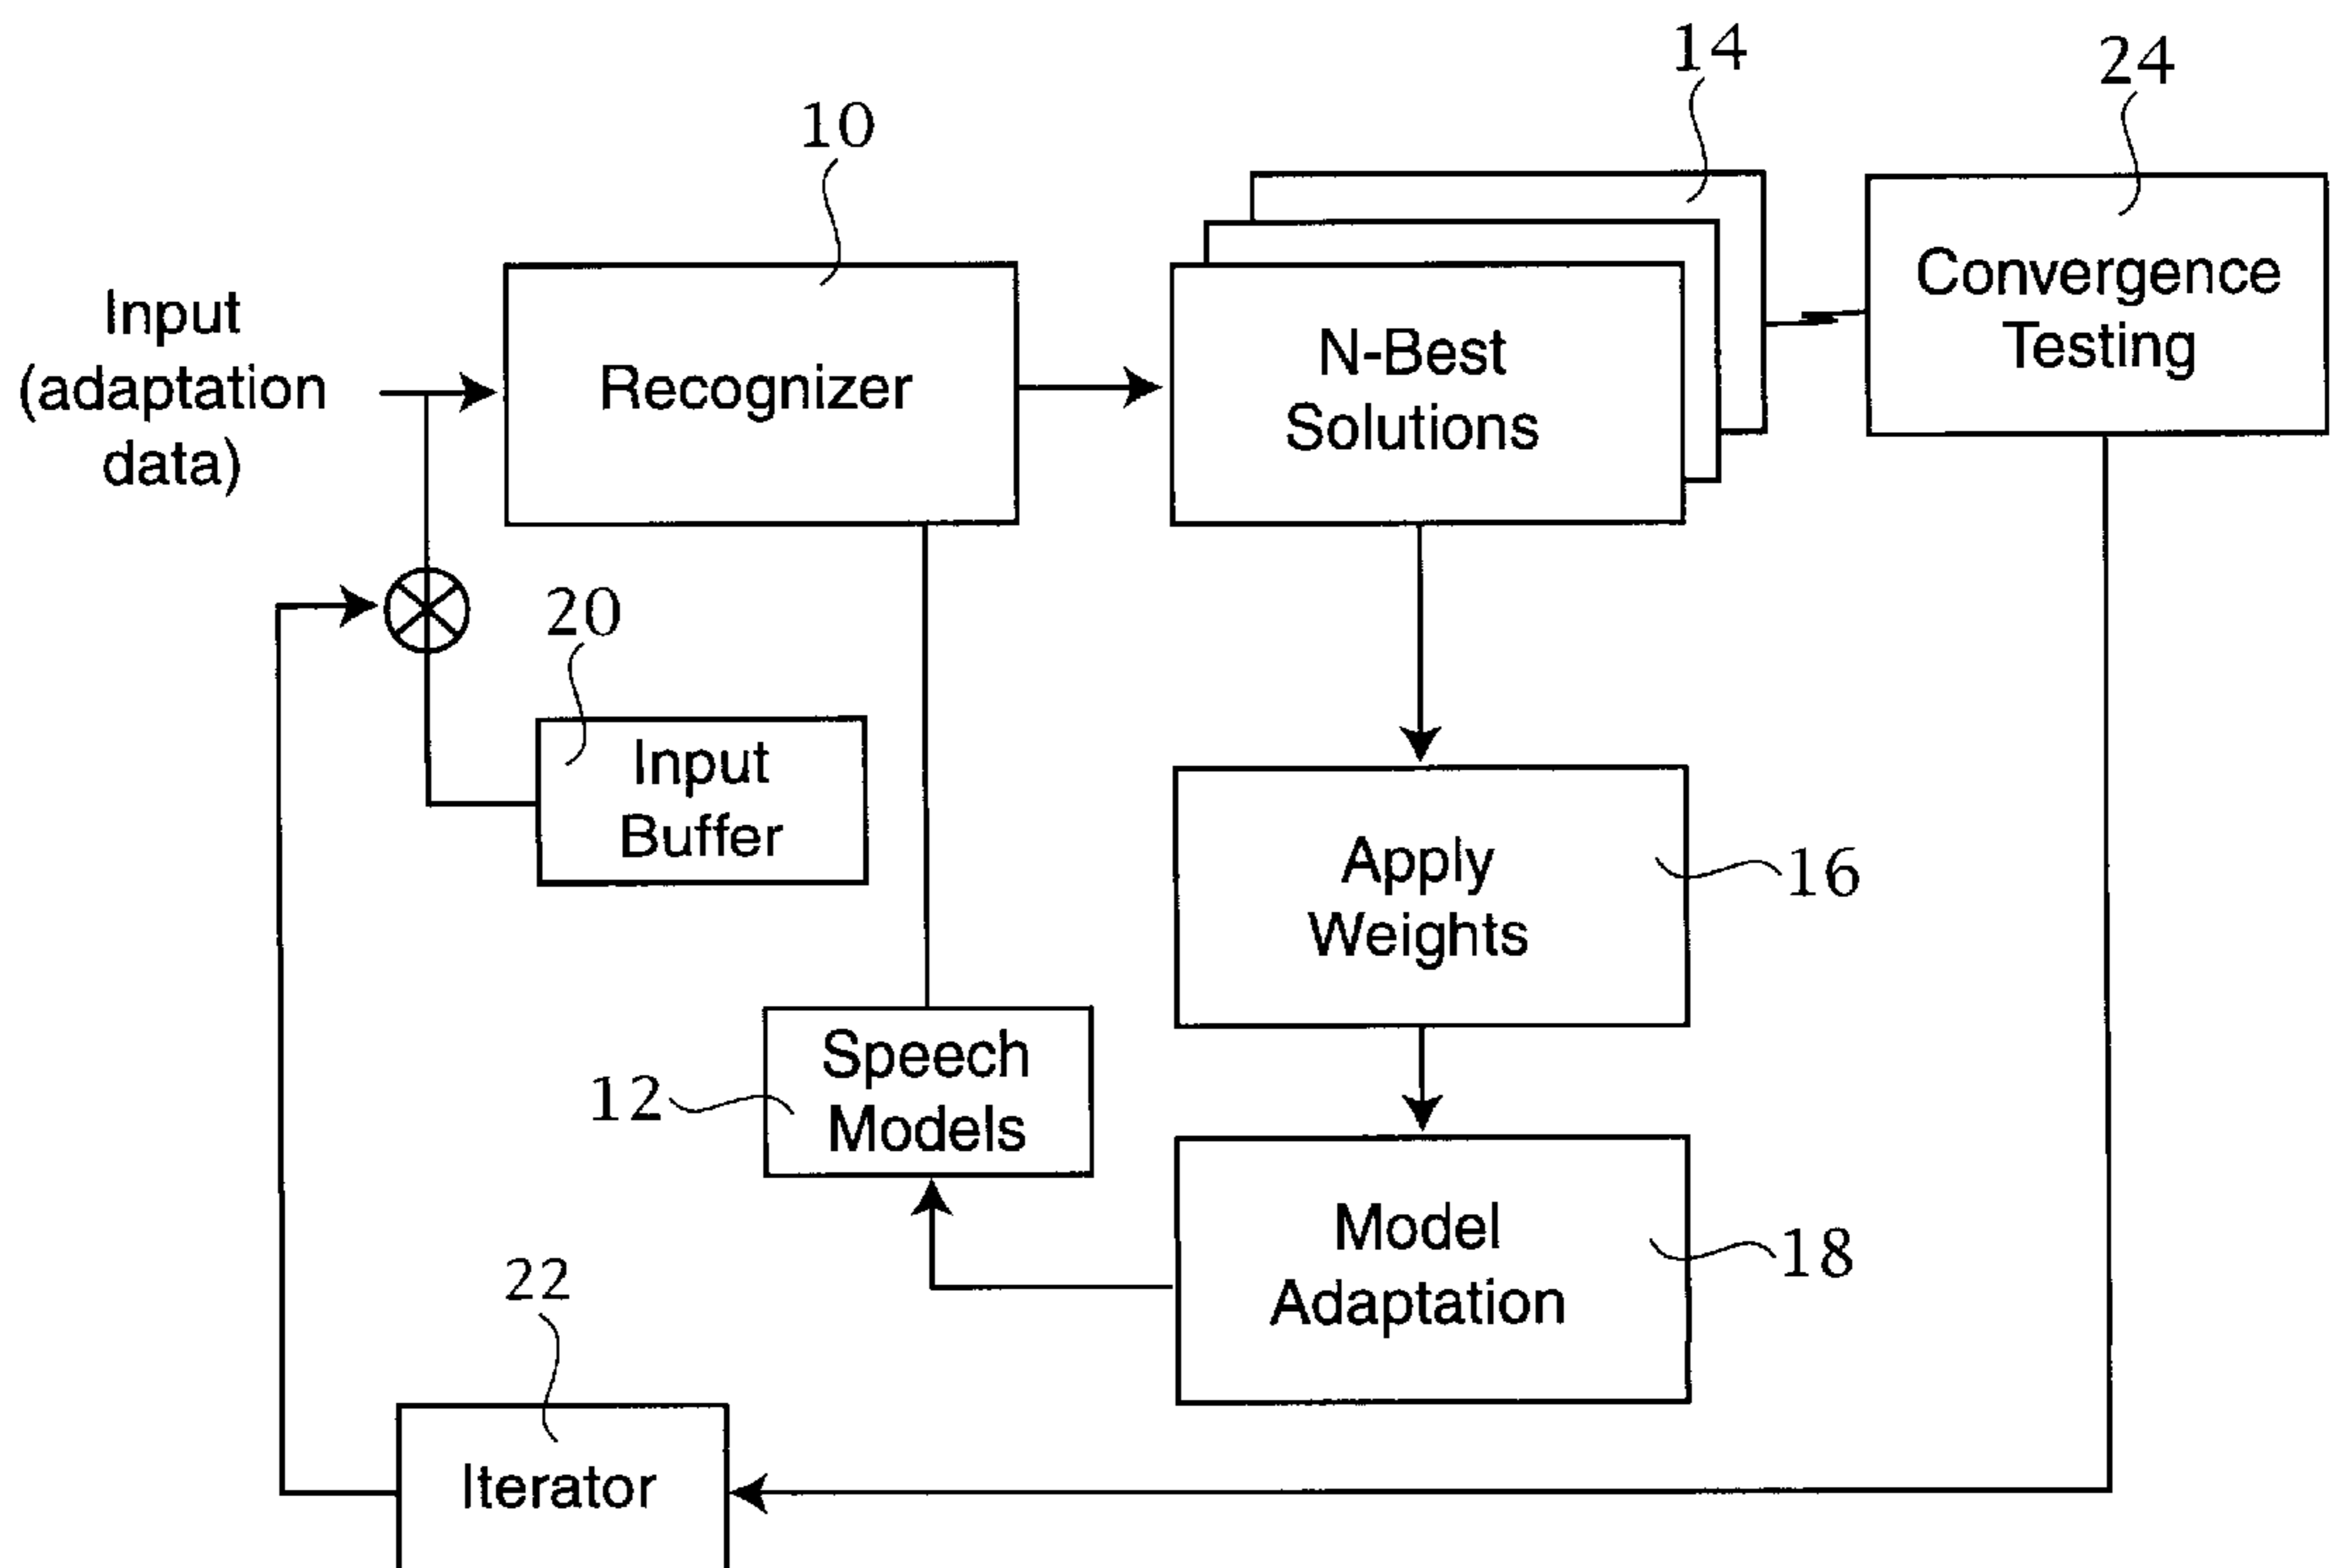 14
24
10
Input
(adaptation
data)
Recognizer
N-Best
Solutions
Convergence
Testing
20
Input
Buffer
Apply
Weights
16
Speech
Models
12
Model
Adaptation
18
22
Iterator